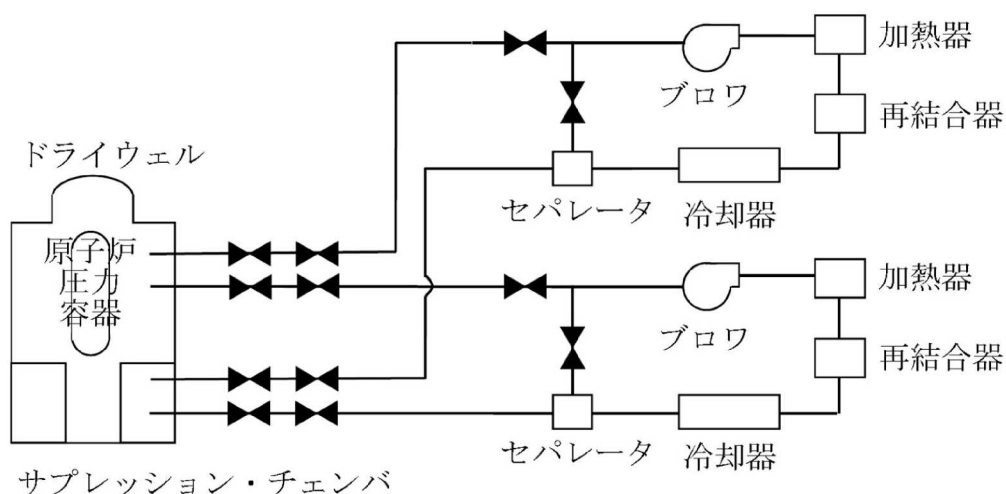 加熱器
ブロワ
再結合器
ドライウェル
セパレータ
冷却器
原子炉
圧力
容器
加熱器
ブロワ
再結合器
セパレータ
冷却器
サプレッション・チェンバ